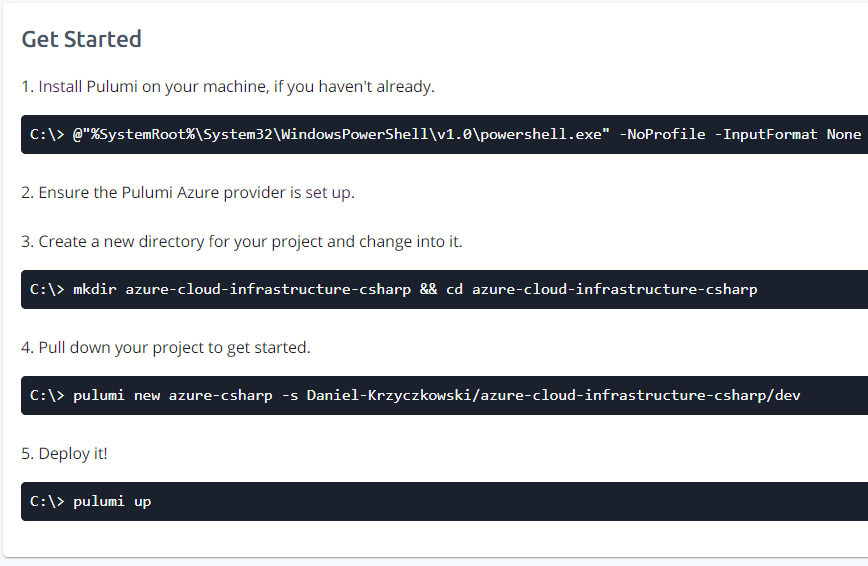 Get Started
1. Install Pulumi on your machine, if you haven't already.
C:\> @"%SystemRoot%\System32\WindowsPowerShell\v1.0\powershell.exe" -NoProfile -InputFormat None
2. Ensure the Pulumi Azure provider is set up.
3. Create a new directory for your project and change into it.
C:\> mkdir azure-cloud-infrastructure-csharp && cd azure-cloud-infrastructure-csharp
4. Pull down your project to get started.
C:\> pulumi new azure-csharp -s Daniel-Krzyczkowski/azure-cloud-infrastructure-csharp/dev
5. Deploy it!
C:\> pulumi up